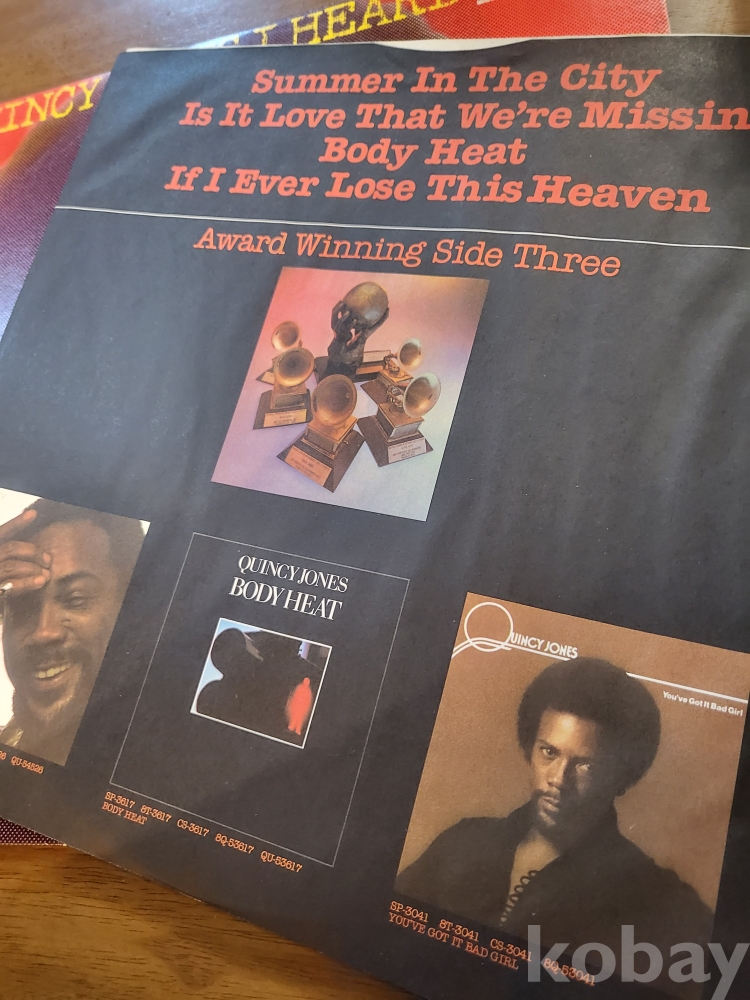 I HEARD
INCY
Summer In The City
Is It Love That We're Missin
Body Heat
If I Ever Lose This Heaven
Award Winning Side Three
QUINCY JONES
BODY HEAT
QUINCY JONES
You've Got It Bad Girl
QU-54526
SP-3617 8T-3617 CS-3617 8Q-53617 QU-53617
BODY HEAT
SP-3041 8T-3041 CS-3041 8Q-53041
YOU'VE GOT IT BAD GIRL
kobay